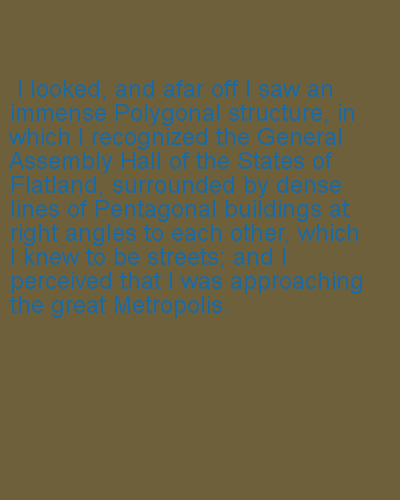 I looked, and afar off I saw an
immense Polygonal structure, in
which I recognized the General
Assembly Hall of the States of
Flatland, surrounded by dense
lines of Pentagonal buildings at
right angles to each other, which
I knew to be streets; and I
perceived that I was approaching
the great Metropolis.